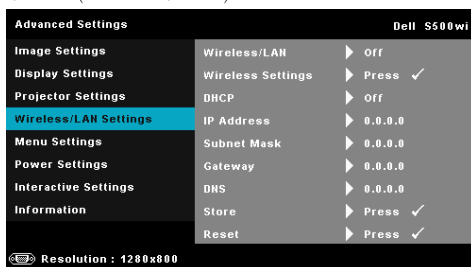 Advanced Settings Dell S500wi
Image Settings
Display Settings
Projector Settings
Wireless/LAN Settings
Menu Settings
Power Settings
Interactive Settings
Information
Wireless/LAN Off
Wireless Settings Press ✓
DHCP Off
IP Address 0.0.0.0
Subnet Mask 0.0.0.0
Gateway 0.0.0.0
DNS 0.0.0.0
Store Press ✓
Reset Press ✓
Resolution : 1280x800